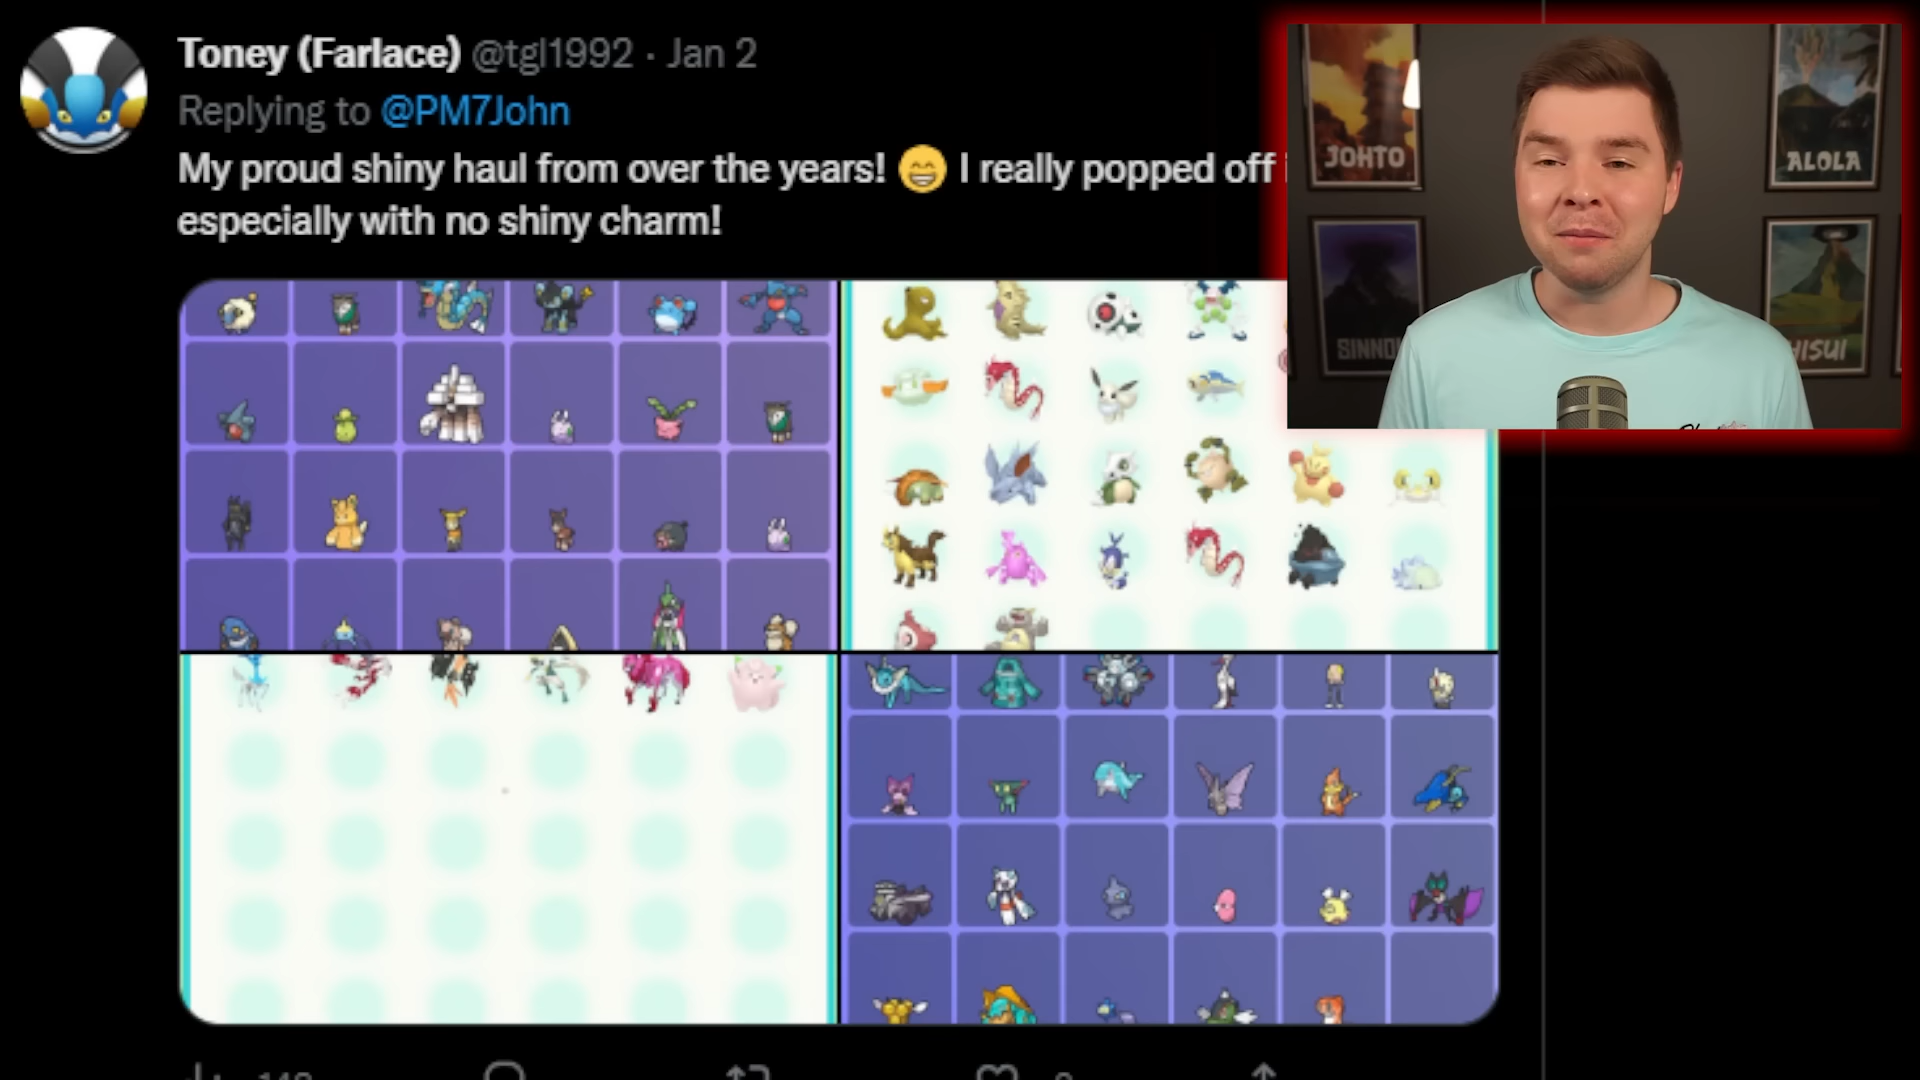 Toney (Farlace) @tgl1992 · Jan 2
Replying to @PM7John
My proud shiny haul from over the years! 😁 I really popped off
especially with no shiny charm!
JOHTO
ALOLA
SINNO
HISUI